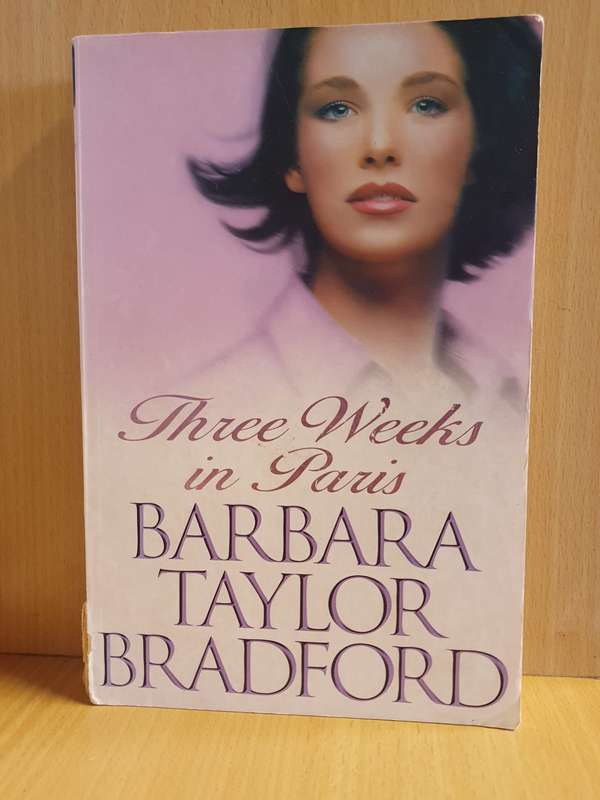 Three Weeks
in Paris
BARBARA
TAYLOR
BRADFORD